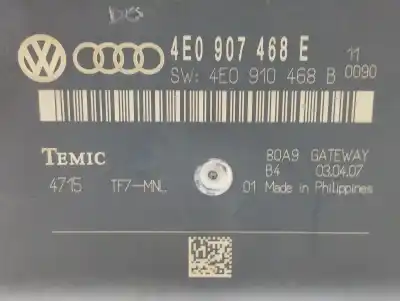 4E0 907 468 E 11
SW: 4E0 910 468 B 0090
TEMIC 80A9 GATEWAY
B4 03.04.07
4715 TF7-MNL 01 Made in Philippines